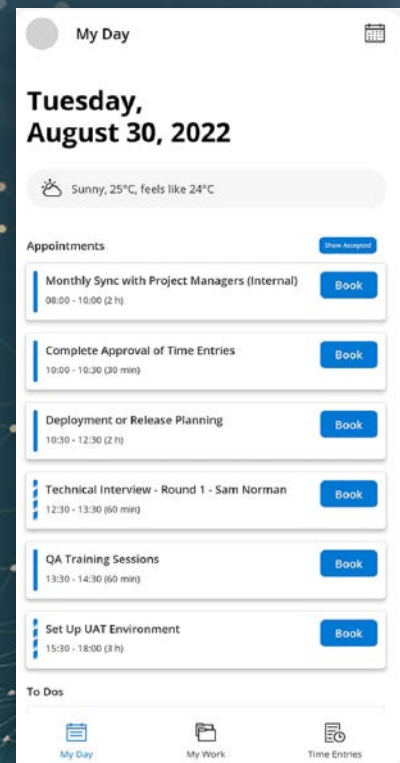 My Day
Tuesday,
August 30, 2022
Sunny, 25°C, feels like 24°C
Appointments
Show Accepted
Monthly Sync with Project Managers (Internal)
08:00 - 10:00 (2 h)
Book
Complete Approval of Time Entries
10:00 - 10:30 (30 min)
Book
Deployment or Release Planning
10:30 - 12:30 (2 h)
Book
Technical Interview - Round 1 - Sam Norman
12:30 - 13:30 (60 min)
Book
QA Training Sessions
13:30 - 14:30 (60 min)
Book
Set Up UAT Environment
15:30 - 18:00 (3 h)
Book
To Dos
My Day
My Work
Time Entries